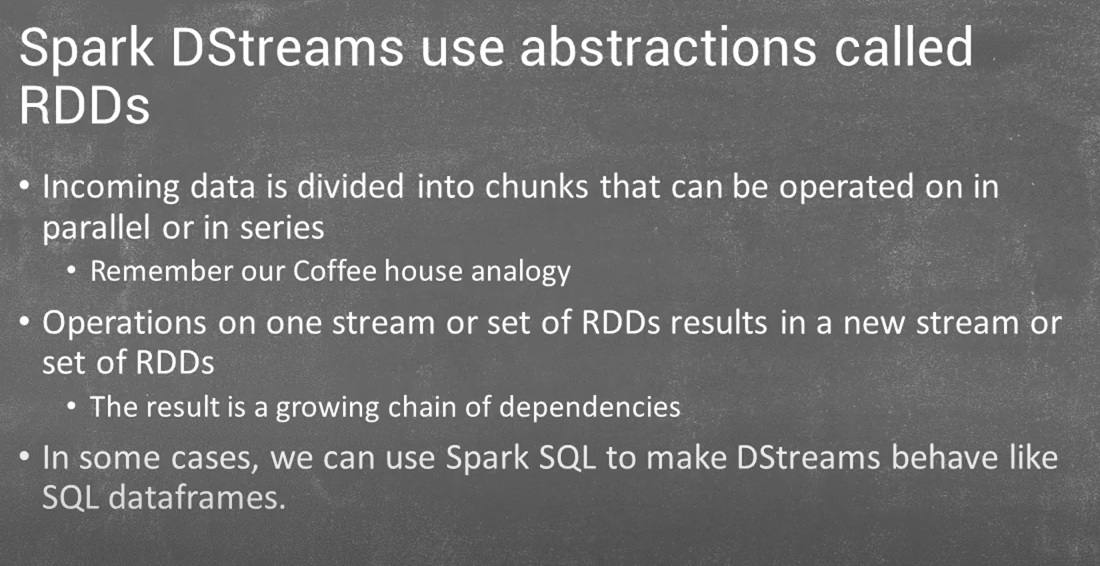 Spark DStreams use abstractions called
RDDs
• Incoming data is divided into chunks that can be operated on in
parallel or in series
• Remember our Coffee house analogy
• Operations on one stream or set of RDDs results in a new stream or
set of RDDs
• The result is a growing chain of dependencies
• In some cases, we can use Spark SQL to make DStreams behave like
SQL dataframes.